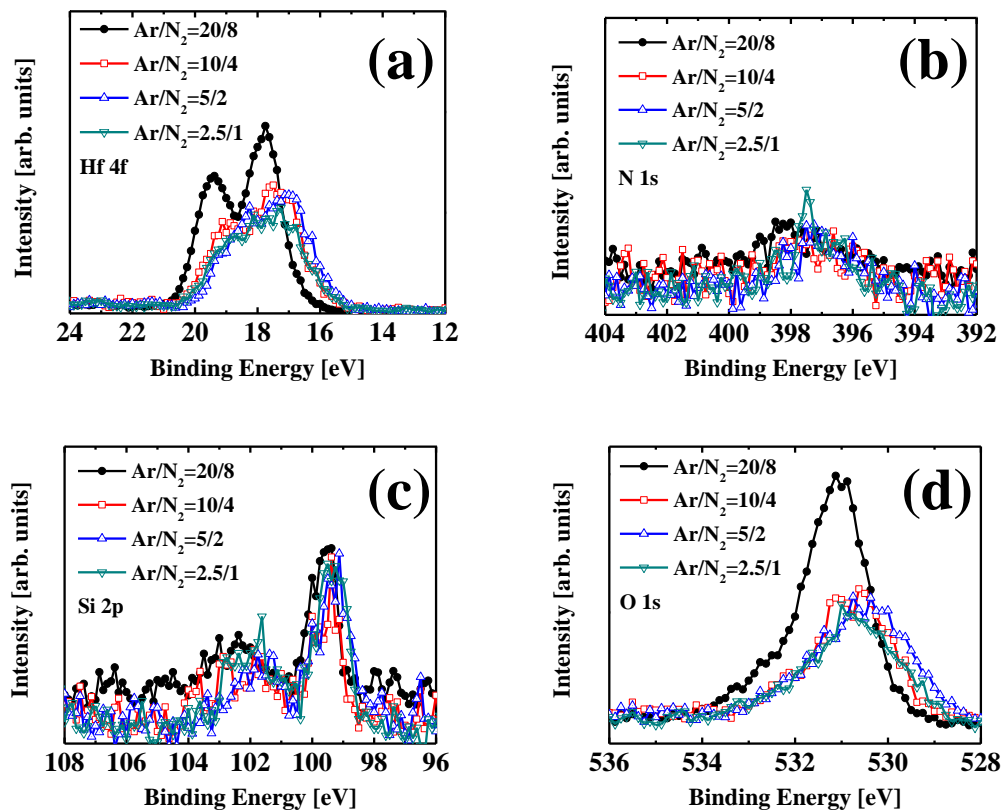 Ar/N₂=20/8
Ar/N₂=10/4
Ar/N₂=5/2
Ar/N₂=2.5/1
Hf 4f
(a)
Intensity [arb. units]
24 22 20 18 16 14 12
Binding Energy [eV]
Ar/N₂=20/8
Ar/N₂=10/4
Ar/N₂=5/2
Ar/N₂=2.5/1
N 1s
(b)
Intensity [arb. units]
404 402 400 398 396 394 392
Binding Energy [eV]
Ar/N₂=20/8
Ar/N₂=10/4
Ar/N₂=5/2
Ar/N₂=2.5/1
Si 2p
(c)
Intensity [arb. units]
108 106 104 102 100 98 96
Binding Energy [eV]
Ar/N₂=20/8
Ar/N₂=10/4
Ar/N₂=5/2
Ar/N₂=2.5/1
O 1s
(d)
Intensity [arb. units]
536 534 532 530 528
Binding Energy [eV]